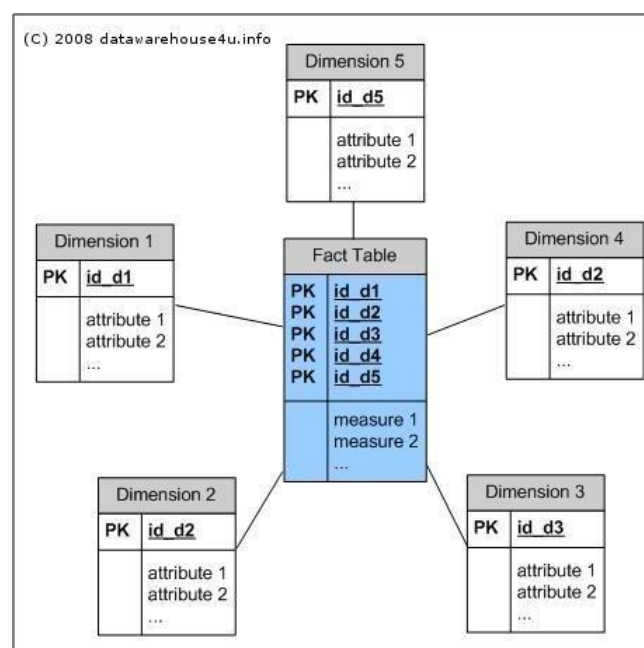 (C) 2008 datawarehouse4u.info
Dimension 5
PK id_d5
attribute 1
attribute 2
...
Dimension 1
PK id_d1
attribute 1
attribute 2
...
Fact Table
PK id_d1
PK id_d2
PK id_d3
PK id_d4
PK id_d5
measure 1
measure 2
...
Dimension 4
PK id_d2
attribute 1
attribute 2
...
Dimension 2
PK id_d2
attribute 1
attribute 2
...
Dimension 3
PK id_d3
attribute 1
attribute 2
...